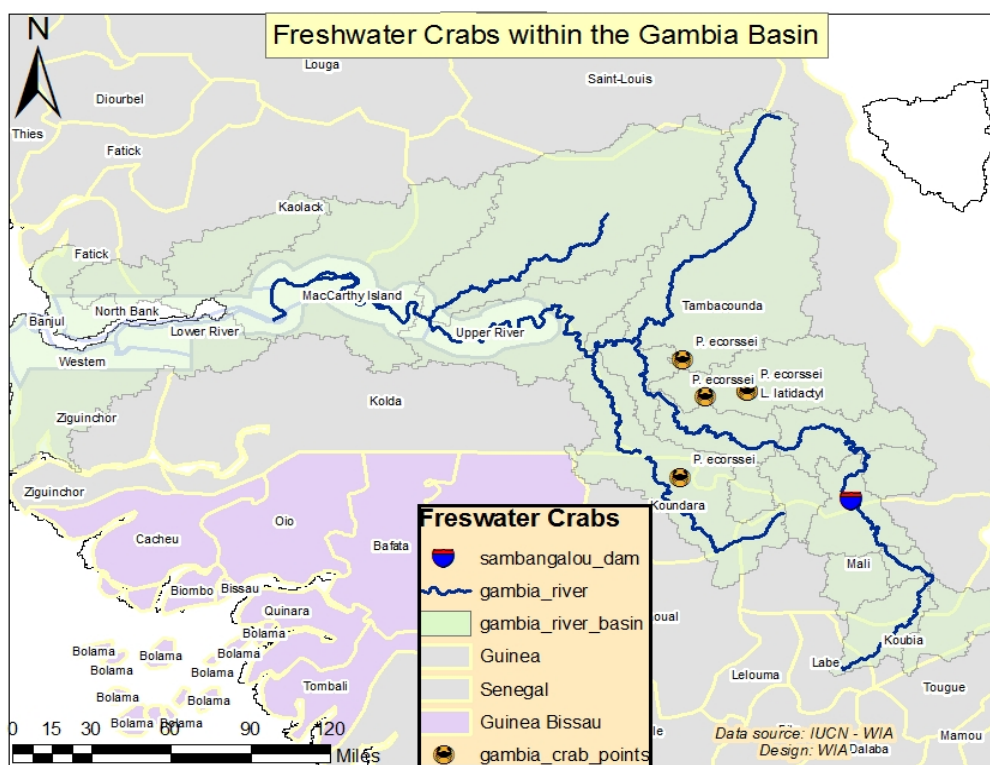 Freshwater Crabs within the Gambia Basin
N
Louga
Saint-Louis
Diourbel
Thies
Fatick
Kaolack
Fatick
MacCarthy Island
North Bank
Tambacounda
Banjul
Lower River
Upper River
Western
P. ecorssei
P. ecorssei
P. ecorssei
L. latidactyl
Kolda
Ziguinchor
P. ecorssei
Ziguinchor
Koundara
Oio
Cacheu
Bafata
Mali
Biombo
Bissau
Quinara
Bolama
Koubia
Bolama
Bolama
Bolama
Bolama
Bolama
Labe
Lelouma
Tougue
Tombali
Bolama
Bolama
Bolama
Bolama
Mamou
Dalaba
Freswater Crabs
sambangalou_dam
gambia_river
gambia_river_basin
Guinea
Senegal
Guinea Bissau
gambia_crab_points
0 15 30 60 90 120
Miles
Data source: IUCN - WIA
Design: WIA